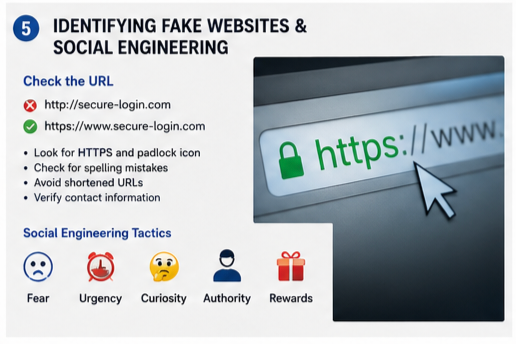 5
IDENTIFYING FAKE WEBSITES &
SOCIAL ENGINEERING
Check the URL
http://secure-login.com
https://www.secure-login.com
• Look for HTTPS and padlock icon
• Check for spelling mistakes
• Avoid shortened URLs
• Verify contact information
https://www.
Social Engineering Tactics
Fear
Urgency
Curiosity
Authority
Rewards